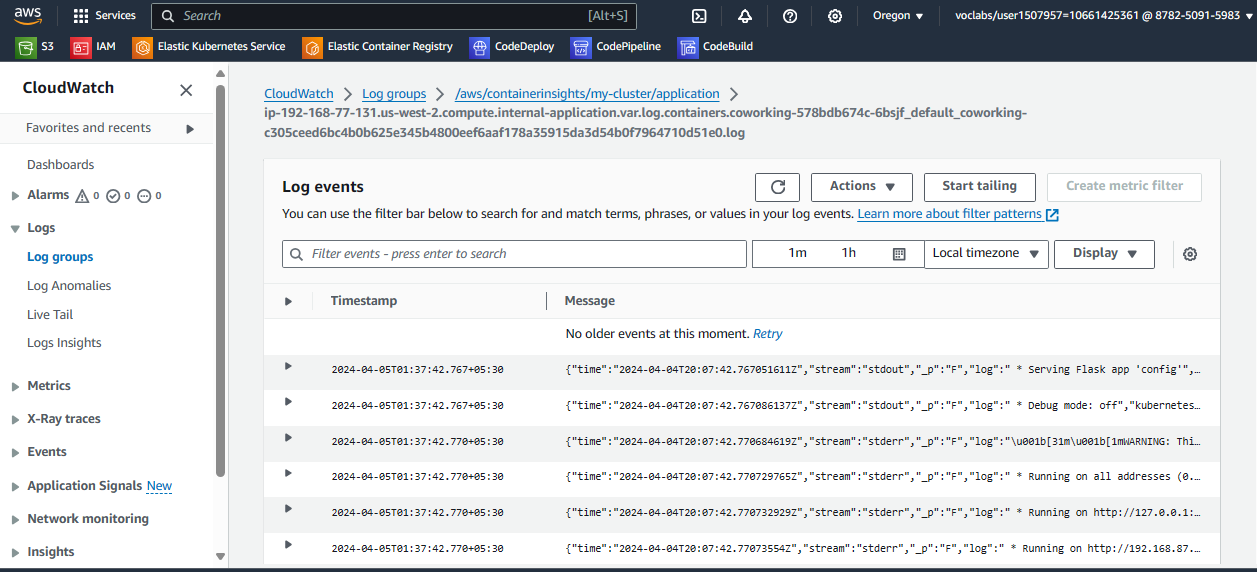 aws
Services
Search
[Alt+S]
Oregon
voclabs/user1507957=10661425361 @ 8782-5091-5983
S3
IAM
Elastic Kubernetes Service
Elastic Container Registry
CodeDeploy
CodePipeline
CodeBuild
CloudWatch
Favorites and recents
Dashboards
Alarms 0 0 0
Logs
Log groups
Log Anomalies
Live Tail
Logs Insights
Metrics
X-Ray traces
Events
Application Signals New
Network monitoring
Insights
CloudWatch
Log groups
/aws/containerinsights/my-cluster/application
ip-192-168-77-131.us-west-2.compute.internal-application.var.log.containers.coworking-578bdb674c-6bsjf_default_coworking-
c305ceed6bc4b0b625e345b4800eef6aaf178a35915da3d54b0f7964710d51e0.log
Log events
Actions
Start tailing
Create metric filter
You can use the filter bar below to search for and match terms, phrases, or values in your log events. Learn more about filter patterns
Filter events - press enter to search
1m
1h
Local timezone
Display
Timestamp
Message
No older events at this moment. Retry
2024-04-05T01:37:42.767+05:30 {"time":"2024-04-04T20:07:42.767051611Z","stream":"stdout","_p":"F","log":" * Serving Flask app 'config'",…
2024-04-05T01:37:42.767+05:30 {"time":"2024-04-04T20:07:42.767086137Z","stream":"stdout","_p":"F","log":" * Debug mode: off","kubernetes…
2024-04-05T01:37:42.770+05:30 {"time":"2024-04-04T20:07:42.770684619Z","stream":"stderr","_p":"F","log":"\u001b[31m\u001b[1mWARNING: Thi…
2024-04-05T01:37:42.770+05:30 {"time":"2024-04-04T20:07:42.770729765Z","stream":"stderr","_p":"F","log":" * Running on all addresses (0.…
2024-04-05T01:37:42.770+05:30 {"time":"2024-04-04T20:07:42.770732929Z","stream":"stderr","_p":"F","log":" * Running on http://127.0.0.1:…
2024-04-05T01:37:42.770+05:30 {"time":"2024-04-04T20:07:42.77073554Z","stream":"stderr","_p":"F","log":" * Running on http://192.168.87.…